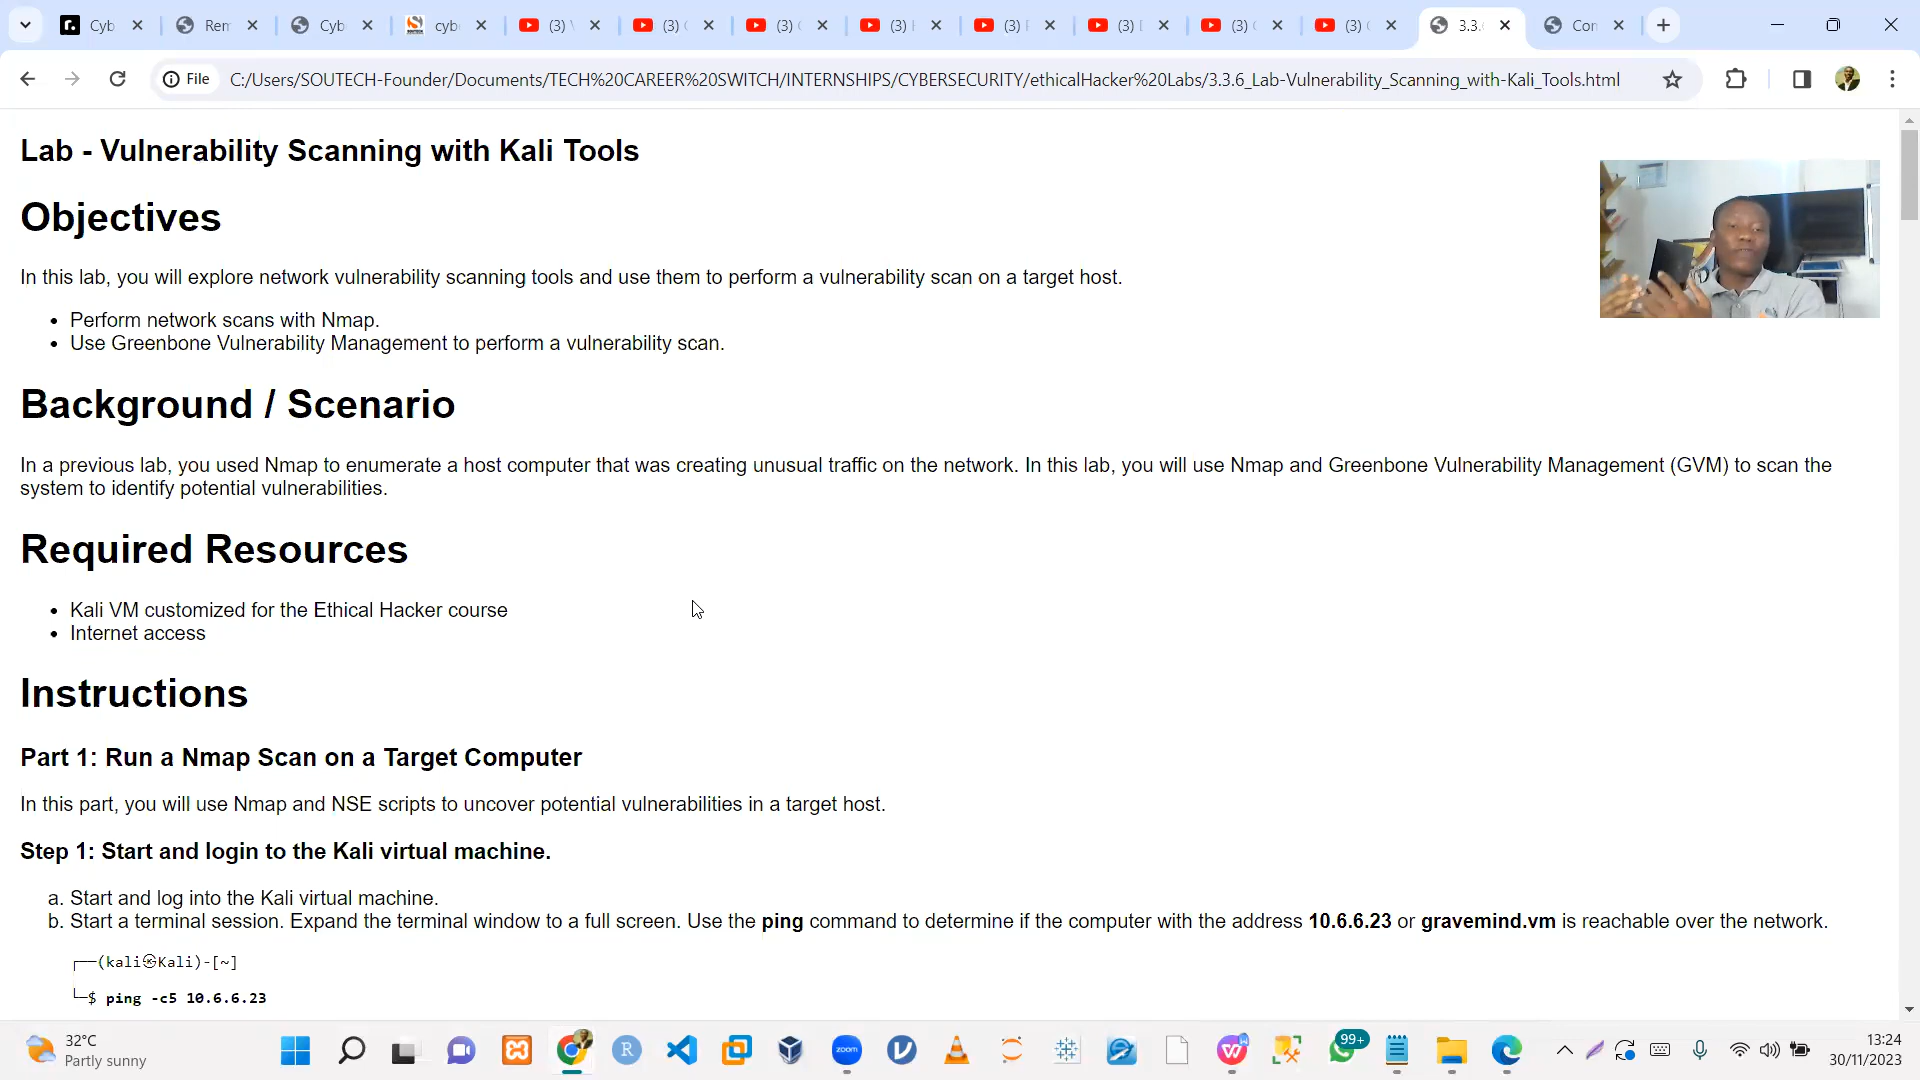 Cyb
Rem
Cyb
cyb
(3)
(3)
(3)
(3)
(3)
(3)
(3)
(3)
3.3.
Con
File
C:/Users/SOUTECH-Founder/Documents/TECH%20CAREER%20SWITCH/INTERNSHIPS/CYBERSECURITY/ethicalHacker%20Labs/3.3.6_Lab-Vulnerability_Scanning_with-Kali_Tools.html
Lab - Vulnerability Scanning with Kali Tools
Objectives
In this lab, you will explore network vulnerability scanning tools and use them to perform a vulnerability scan on a target host.
• Perform network scans with Nmap.
• Use Greenbone Vulnerability Management to perform a vulnerability scan.
Background / Scenario
In a previous lab, you used Nmap to enumerate a host computer that was creating unusual traffic on the network. In this lab, you will use Nmap and Greenbone Vulnerability Management (GVM) to scan the
system to identify potential vulnerabilities.
Required Resources
• Kali VM customized for the Ethical Hacker course
• Internet access
Instructions
Part 1: Run a Nmap Scan on a Target Computer
In this part, you will use Nmap and NSE scripts to uncover potential vulnerabilities in a target host.
Step 1: Start and login to the Kali virtual machine.
a. Start and log into the Kali virtual machine.
b. Start a terminal session. Expand the terminal window to a full screen. Use the ping command to determine if the computer with the address 10.6.6.23 or gravemind.vm is reachable over the network.
┌──(kali㉿Kali)-[~]
└─$ ping -c5 10.6.6.23
32°C
Partly sunny
zoom
99+
13:24
30/11/2023